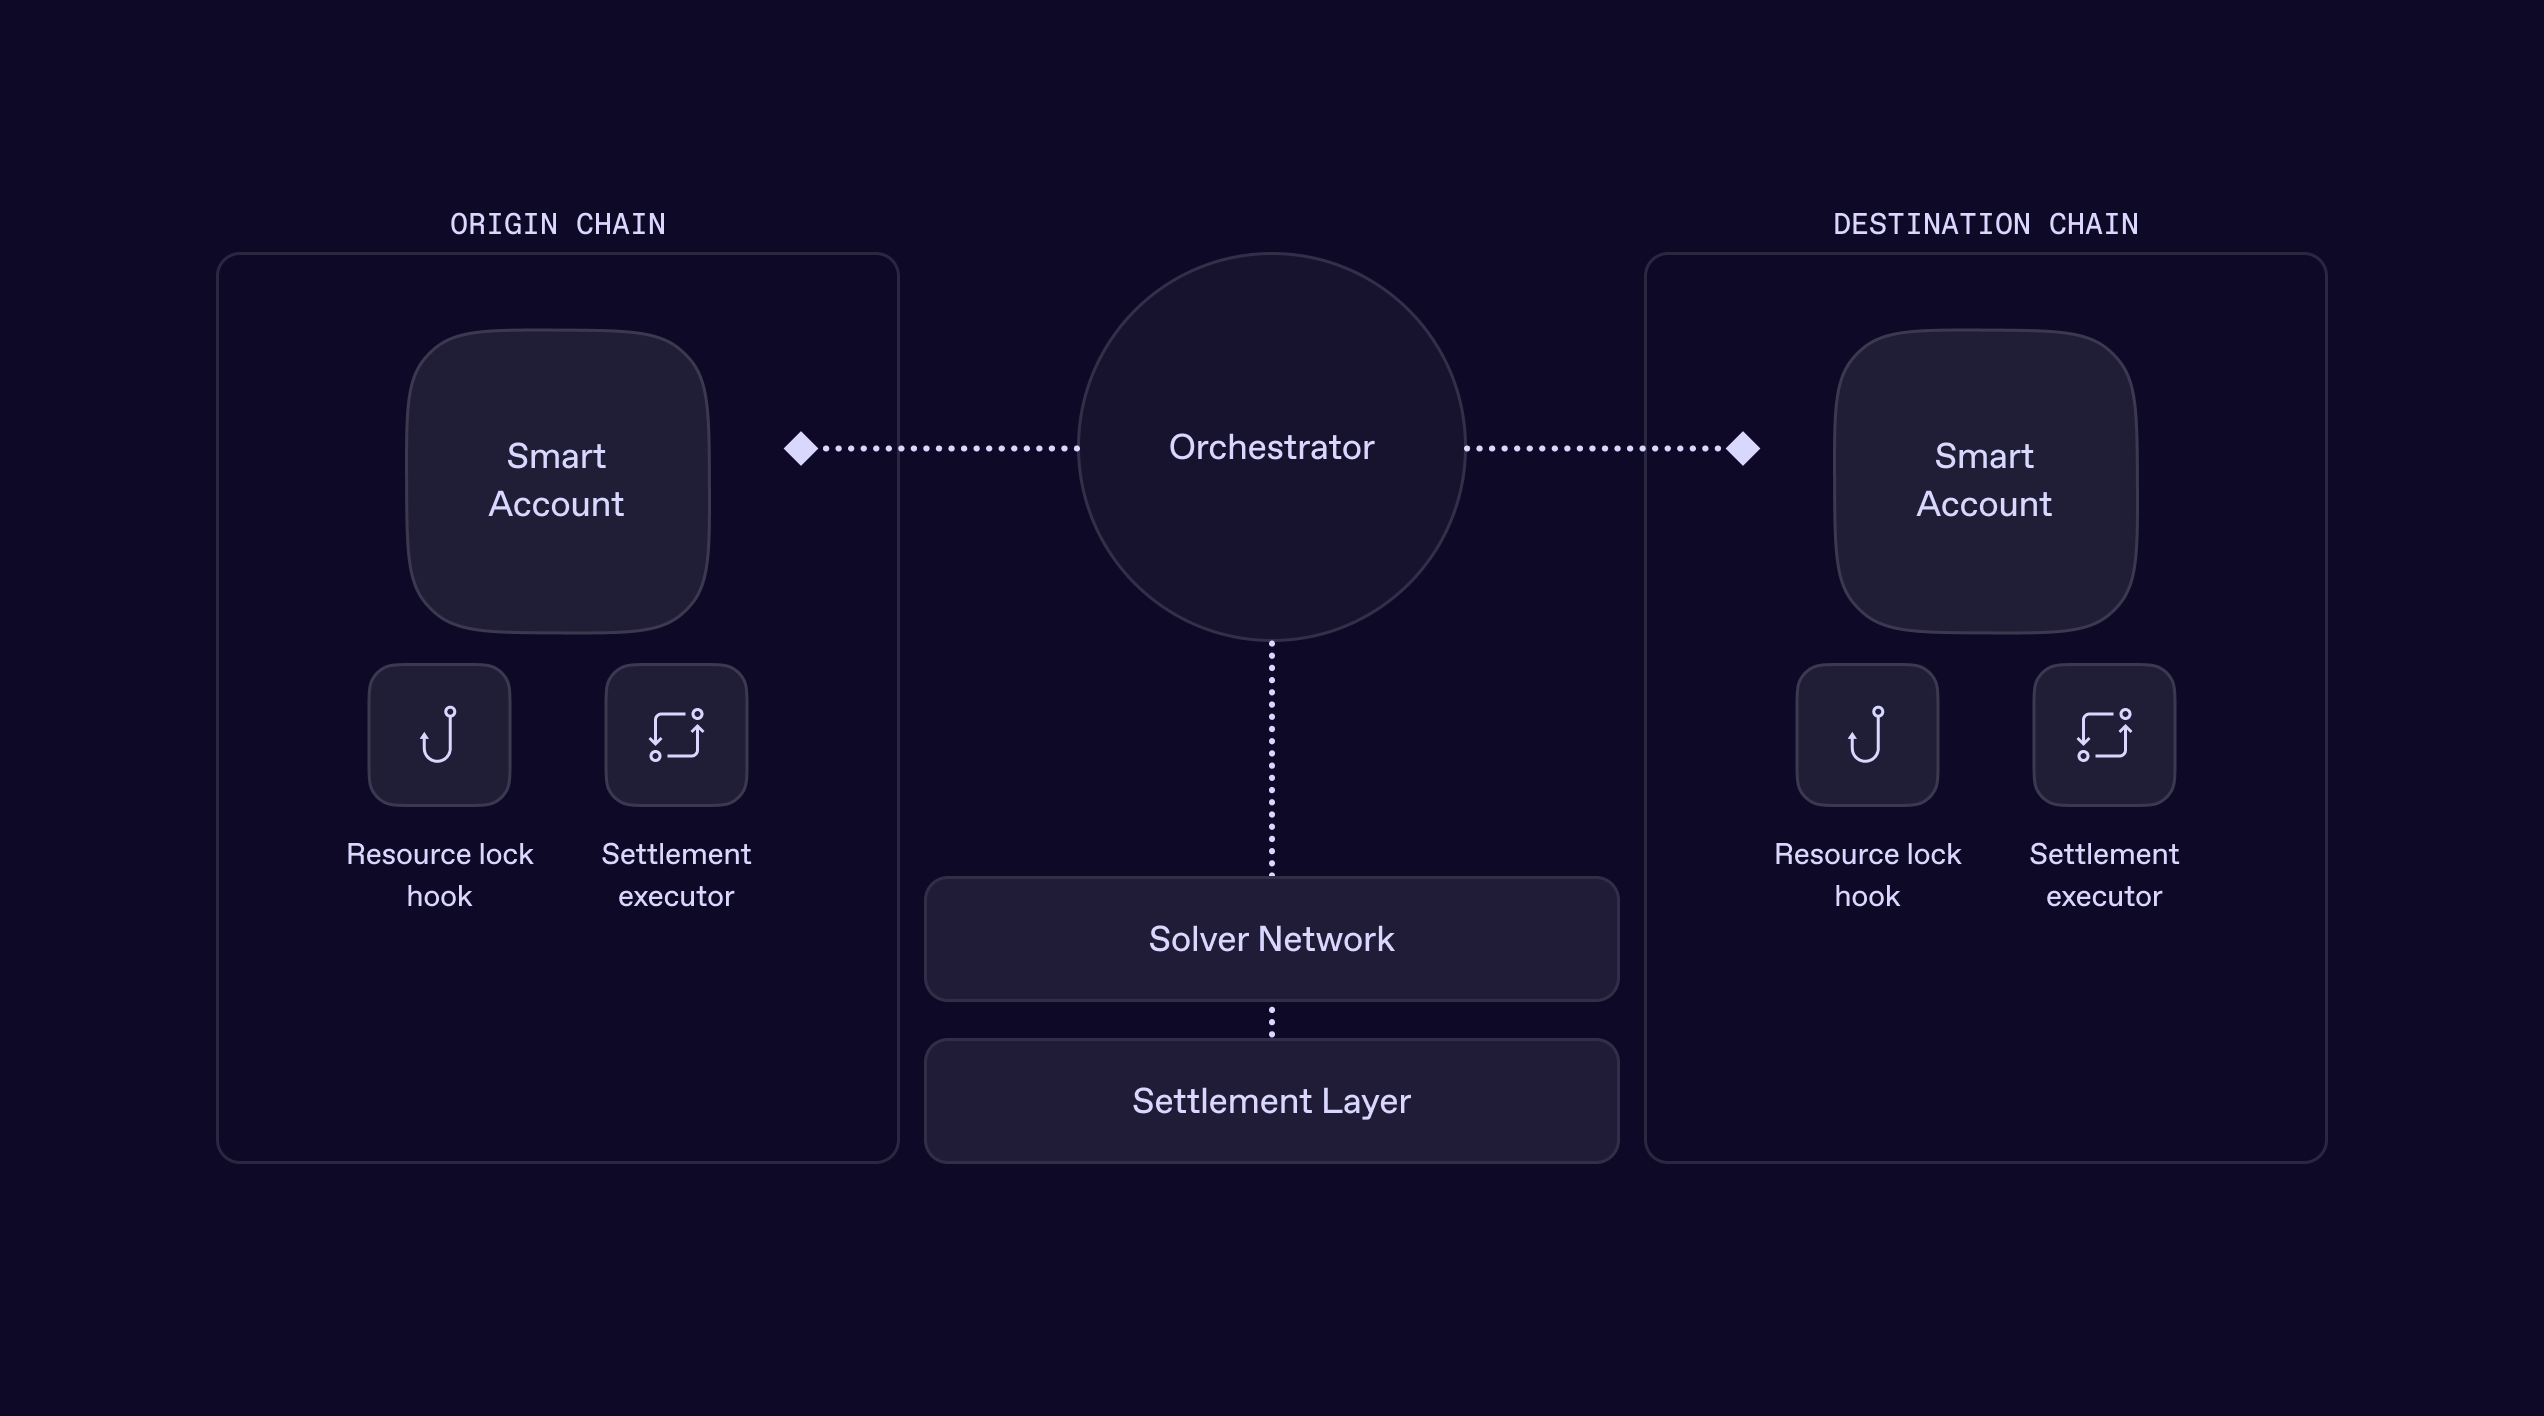 ORIGIN CHAIN
Smart
Account
Resource lock
hook
Settlement
executor
Orchestrator
Solver Network
Settlement Layer
DESTINATION CHAIN
Smart
Account
Resource lock
hook
Settlement
executor